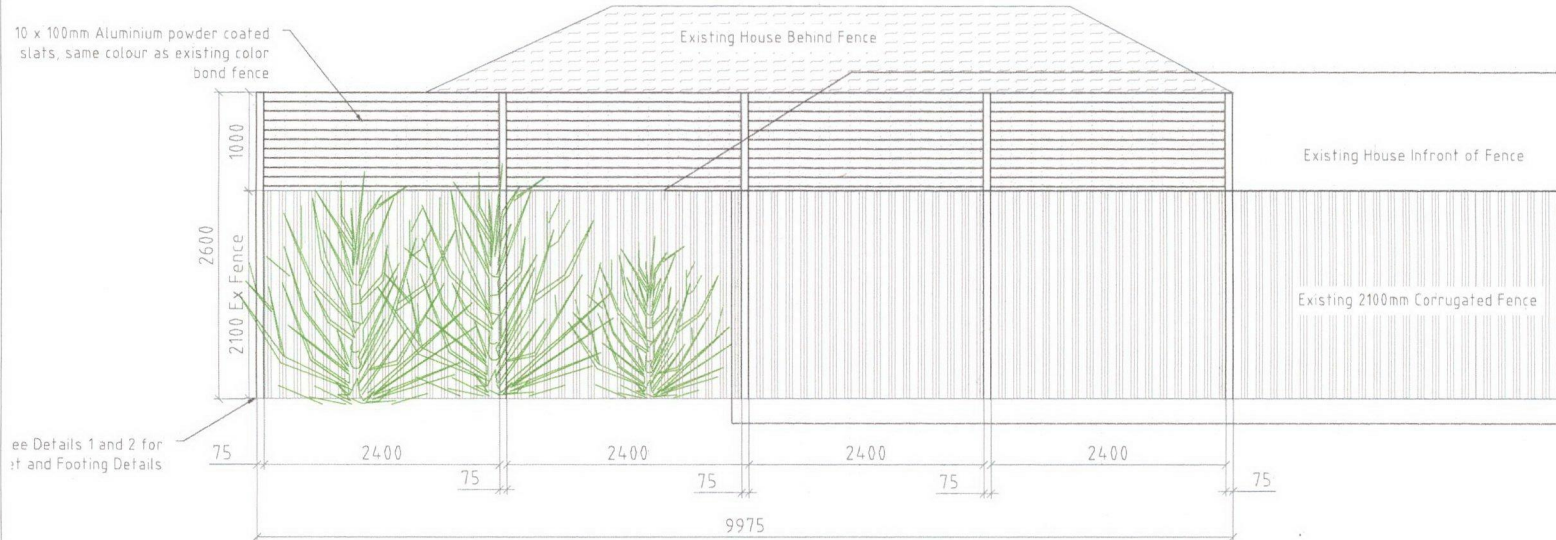 10 x 100mm Aluminium powder coated
slats, same colour as existing color
bond fence
Existing House Behind Fence
1000
Existing House Infront of Fence
2600
2100 Ex Fence
Existing 2100mm Corrugated Fence
ee Details 1 and 2 for
et and Footing Details
75
2400
75
2400
75
2400
75
2400
75
9975